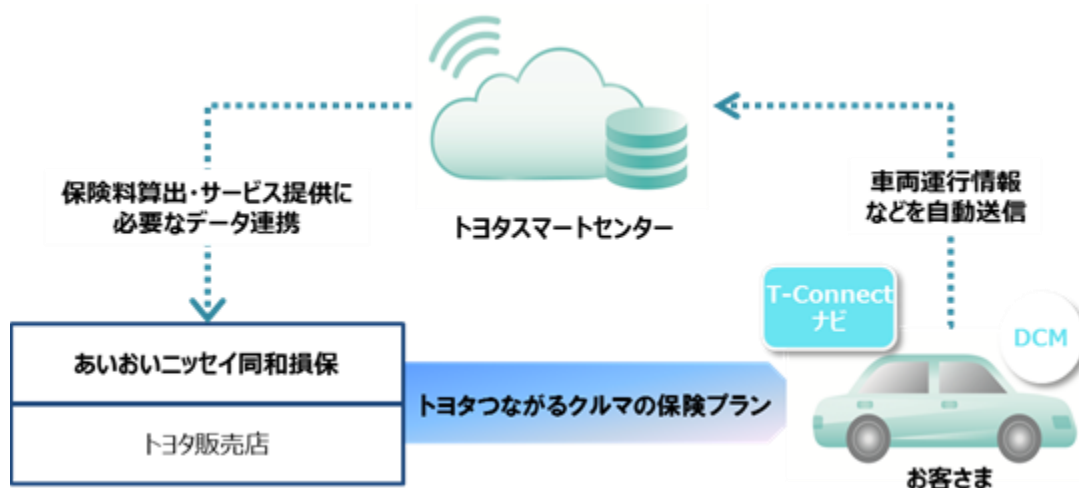 保険料算出・サービス提供に
必要なデータ連携
トヨタスマートセンター
車両運行情報
などを自動送信
T-Connect
ナビ
DCM
あいおいニッセイ同和損保
トヨタ販売店
トヨタつながるクルマの保険プラン
お客さま